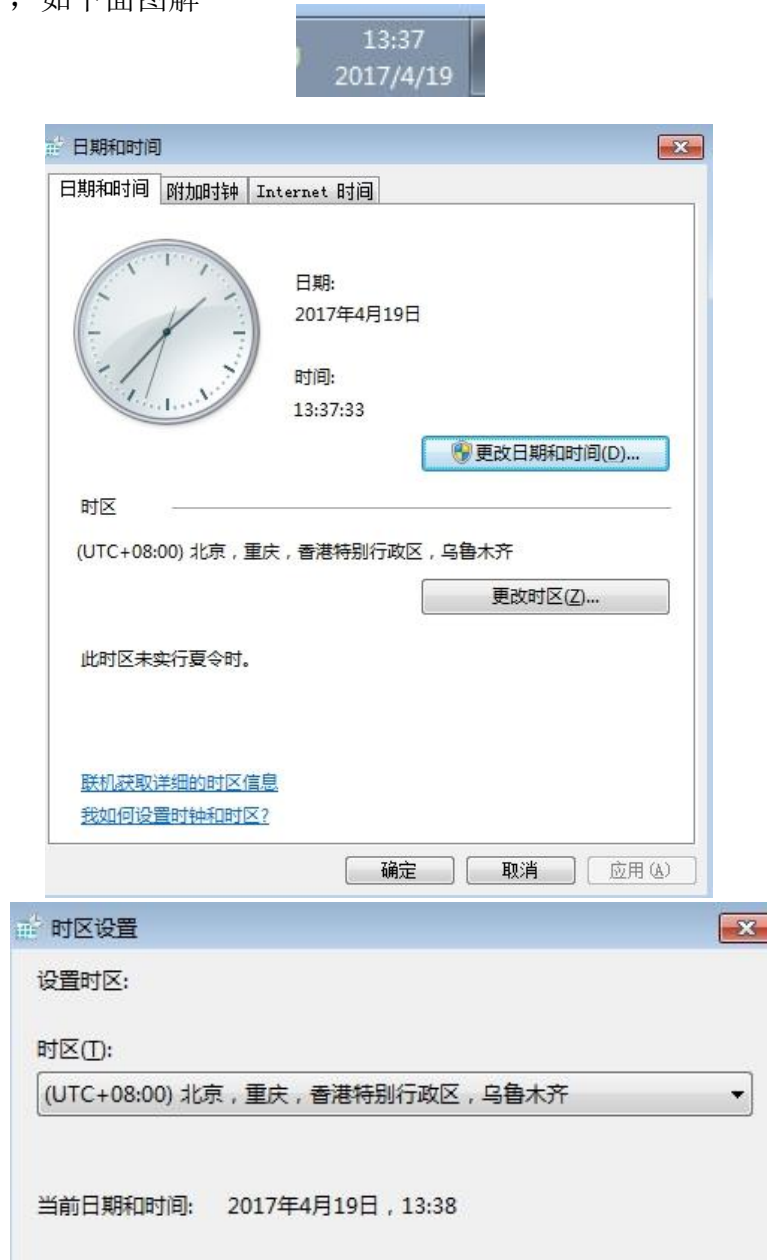 ，如下面图解
13:37
2017/4/19
日期和时间
日期和时间 附加时钟 Internet 时间
日期:
2017年4月19日
时间:
13:37:33
更改日期和时间(D)...
时区
(UTC+08:00) 北京，重庆，香港特别行政区，乌鲁木齐
更改时区(Z)...
此时区未实行夏令时。
联机获取详细的时区信息
我如何设置时钟和时区?
确定 取消 应用(A)
时区设置
设置时区:
时区(T):
(UTC+08:00) 北京，重庆，香港特别行政区，乌鲁木齐
当前日期和时间: 2017年4月19日，13:38